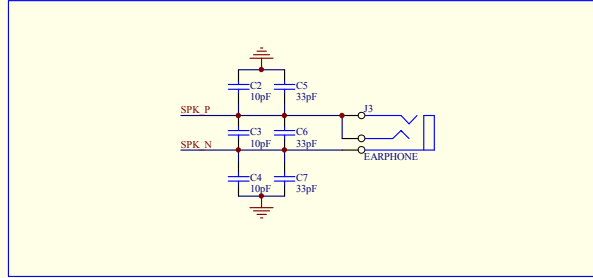 C2
10pF
C5
33pF
SPK_P
J3
C3
10pF
C6
33pF
SPK_N
EARPHONE
C4
10pF
C7
33pF